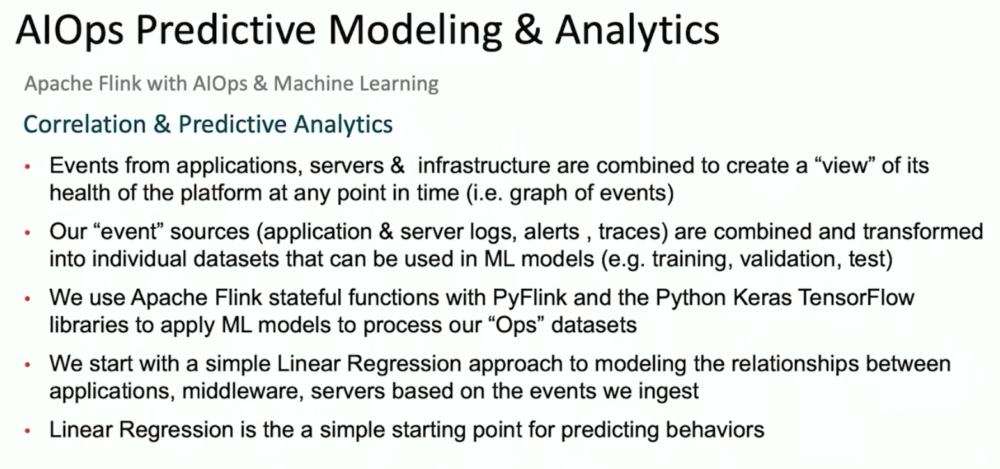 AIOps Predictive Modeling & Analytics
Apache Flink with AIOps & Machine Learning
Correlation & Predictive Analytics
• Events from applications, servers &  infrastructure are combined to create a “view” of its
health of the platform at any point in time (i.e. graph of events)
• Our “event” sources (application & server logs, alerts , traces) are combined and transformed
into individual datasets that can be used in ML models (e.g. training, validation, test)
• We use Apache Flink stateful functions with PyFlink and the Python Keras TensorFlow
libraries to apply ML models to process our “Ops” datasets
• We start with a simple Linear Regression approach to modeling the relationships between
applications, middleware, servers based on the events we ingest
• Linear Regression is the a simple starting point for predicting behaviors